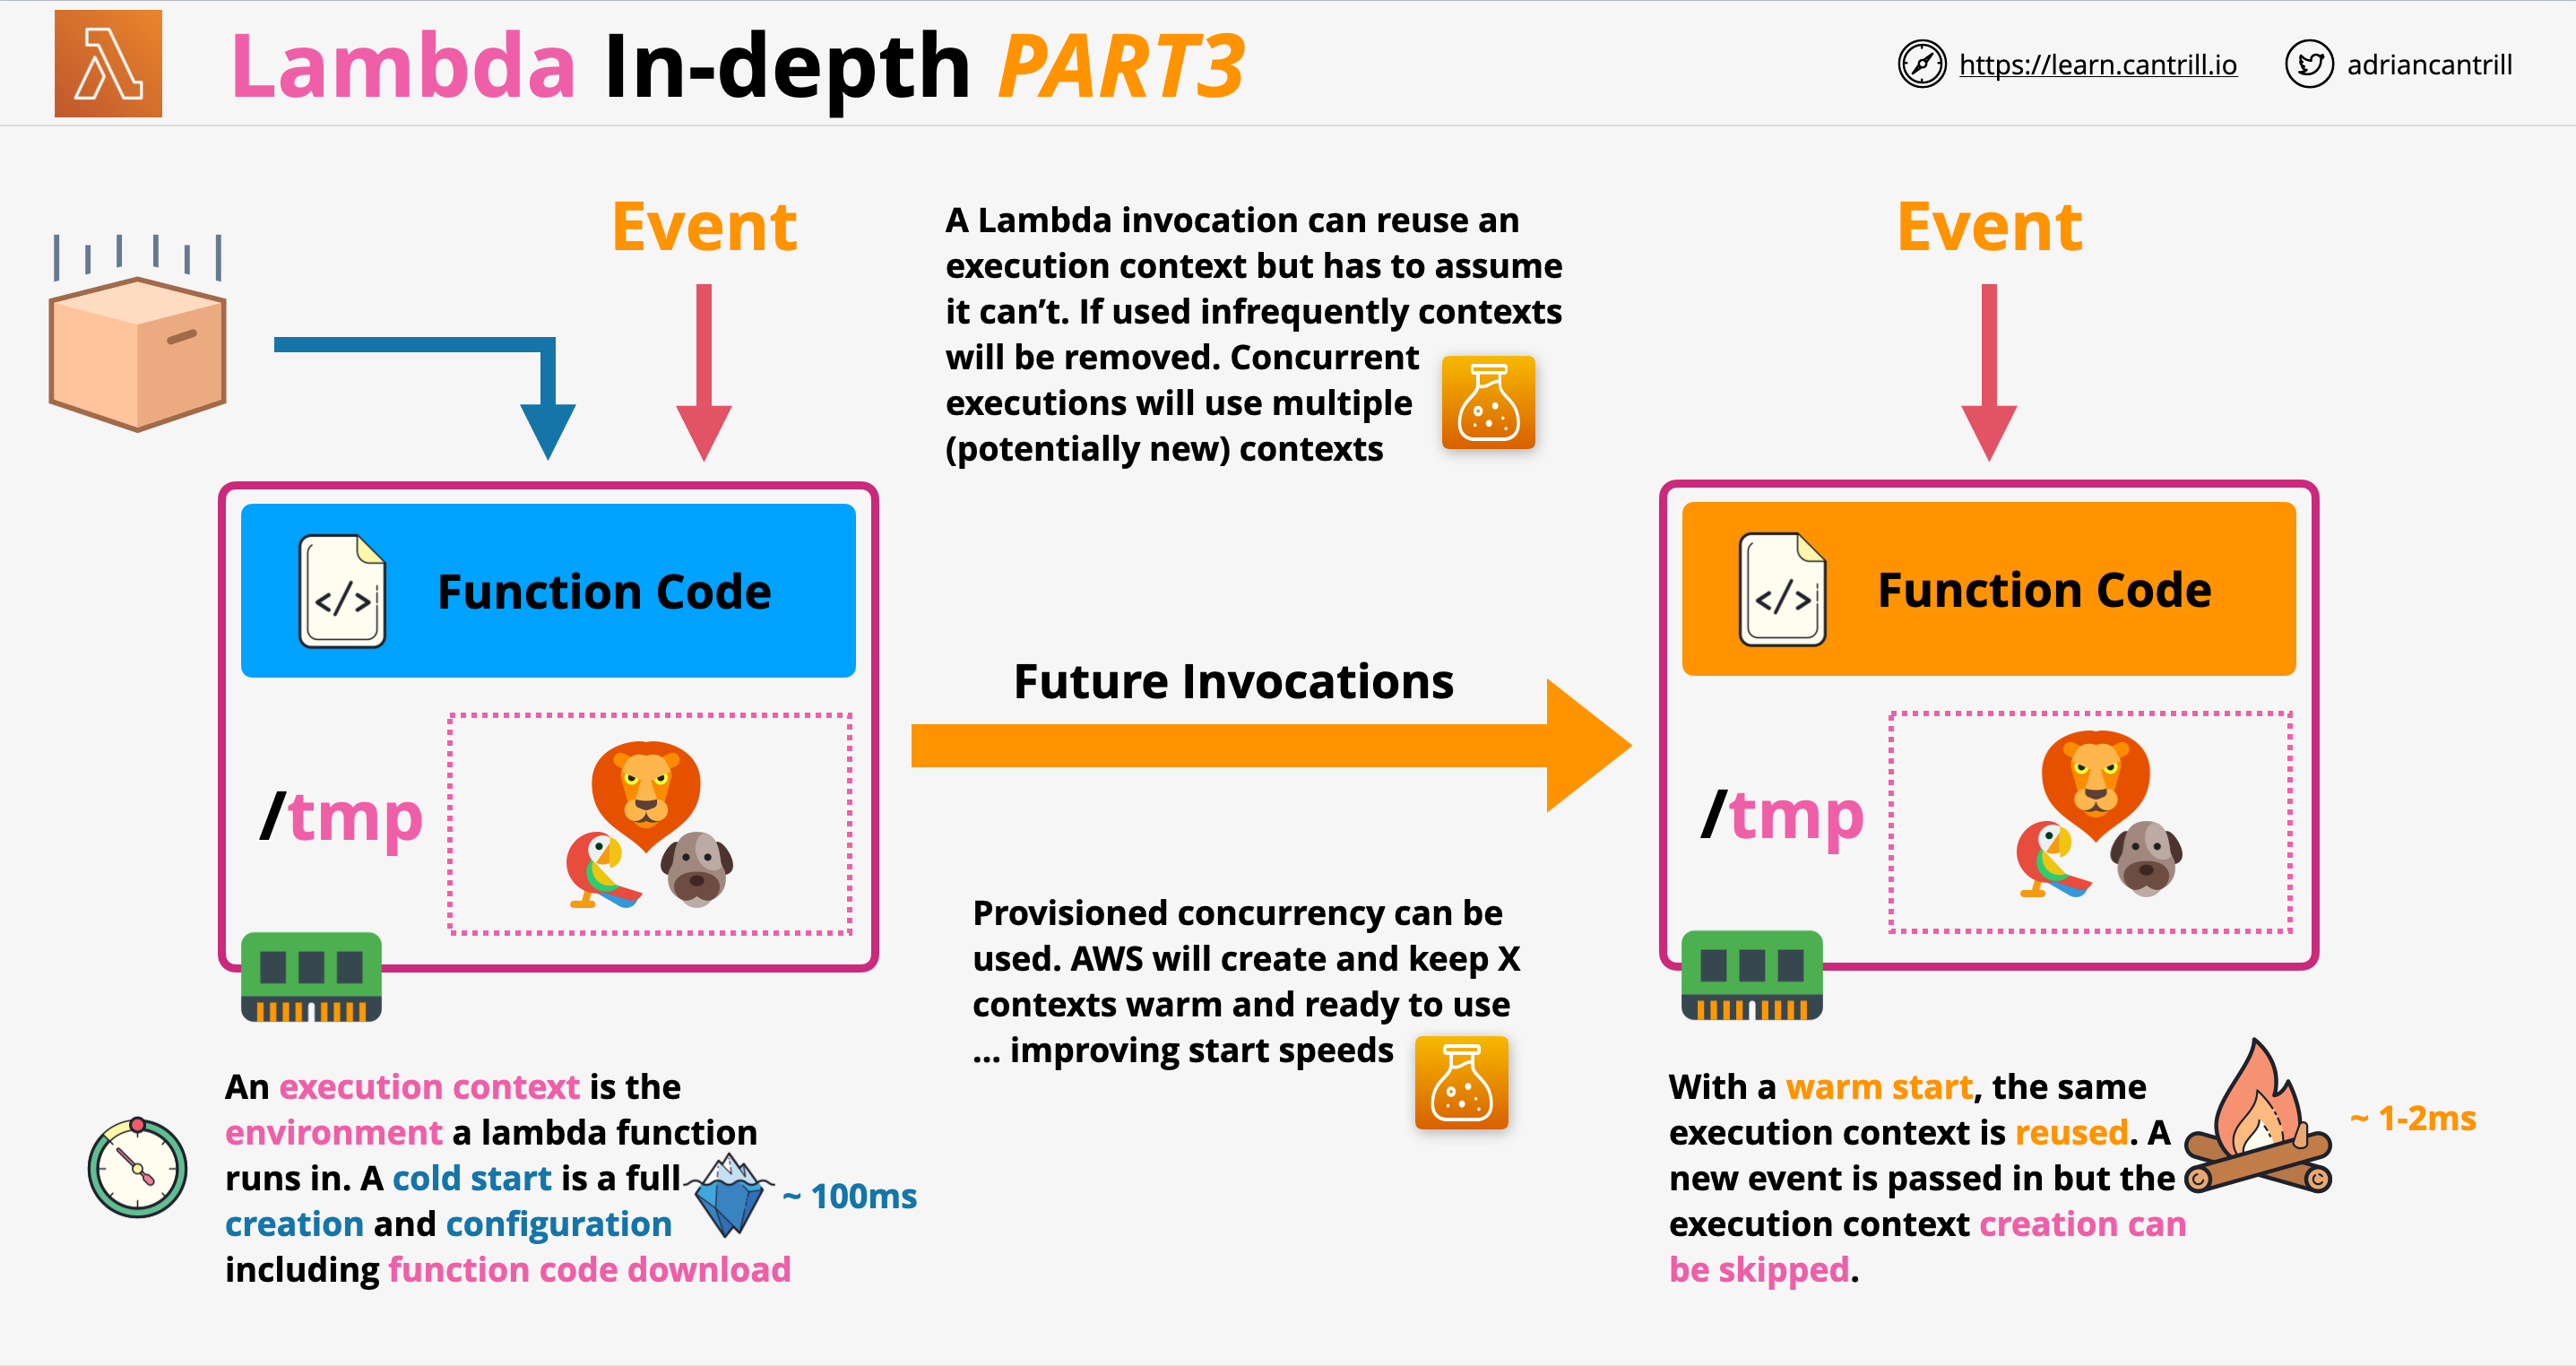 Lambda In-depth PART3
https://learn.cantrill.io
adriancantrill
Event
A Lambda invocation can reuse an
execution context but has to assume
it can’t. If used infrequently contexts
will be removed. Concurrent
executions will use multiple
(potentially new) contexts
Event
</> Function Code
</> Function Code
Future Invocations
/tmp
/tmp
Provisioned concurrency can be
used. AWS will create and keep X
contexts warm and ready to use
... improving start speeds
An execution context is the
environment a lambda function
runs in. A cold start is a full
creation and configuration
including function code download
~ 100ms
With a warm start, the same
execution context is reused. A
new event is passed in but the
execution context creation can
be skipped.
~ 1-2ms